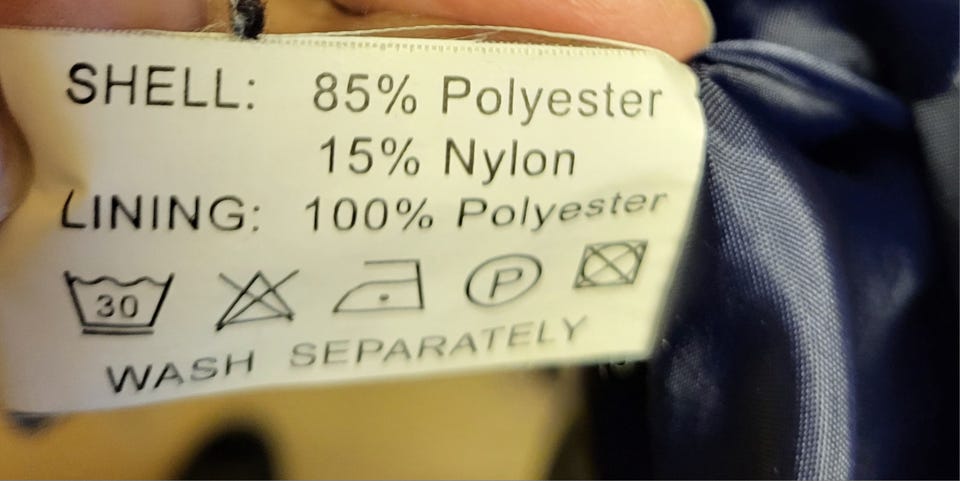 SHELL: 85% Polyester
15% Nylon
LINING: 100% Polyester
30 P
WASH SEPARATELY